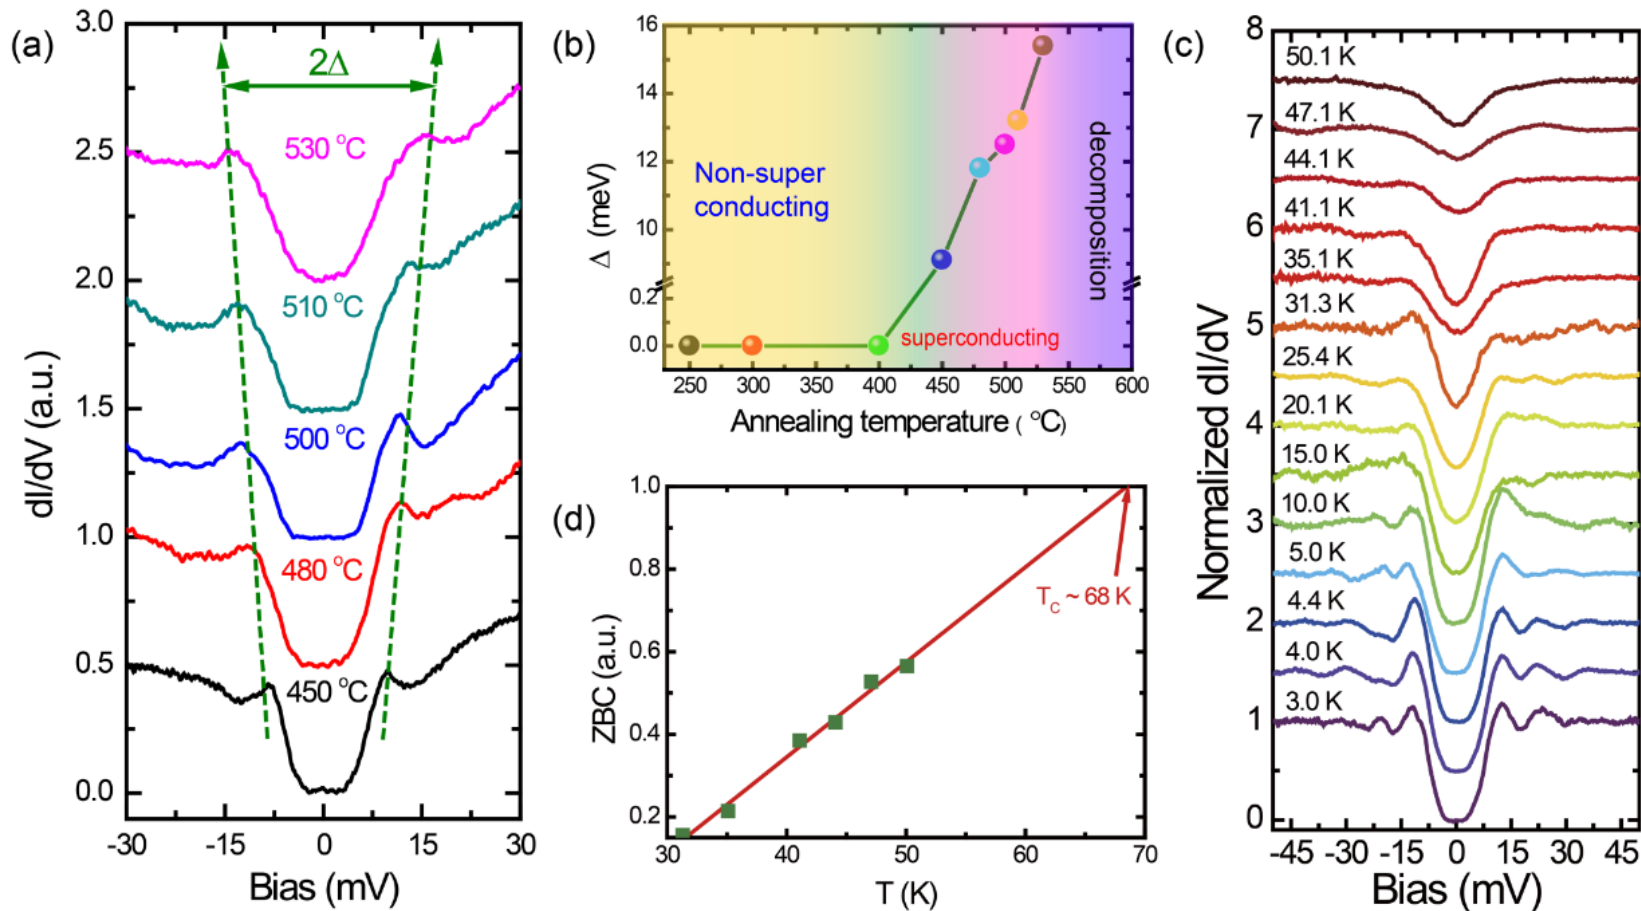 (a)
3.0
2.5
2.0
1.5
1.0
0.5
0.0
dI/dV (a.u.)
2Δ
530 °C
510 °C
500 °C
480 °C
450 °C
-30 -15 0 15 30
Bias (mV)
(b)
16
14
12
10
0.2
0.0
Δ (meV)
Non-super
conducting
superconducting
decomposition
250 300 350 400 450 500 550 600
Annealing temperature ( °C)
(d)
1.0
0.8
0.6
0.4
0.2
ZBC (a.u.)
TC ~ 68 K
30 40 50 60 70
T (K)
(c)
8
7
6
5
4
3
2
1
0
Normalized dI/dV
50.1 K
47.1 K
44.1 K
41.1 K
35.1 K
31.3 K
25.4 K
20.1 K
15.0 K
10.0 K
5.0 K
4.4 K
4.0 K
3.0 K
-45 -30 -15 0 15 30 45
Bias (mV)